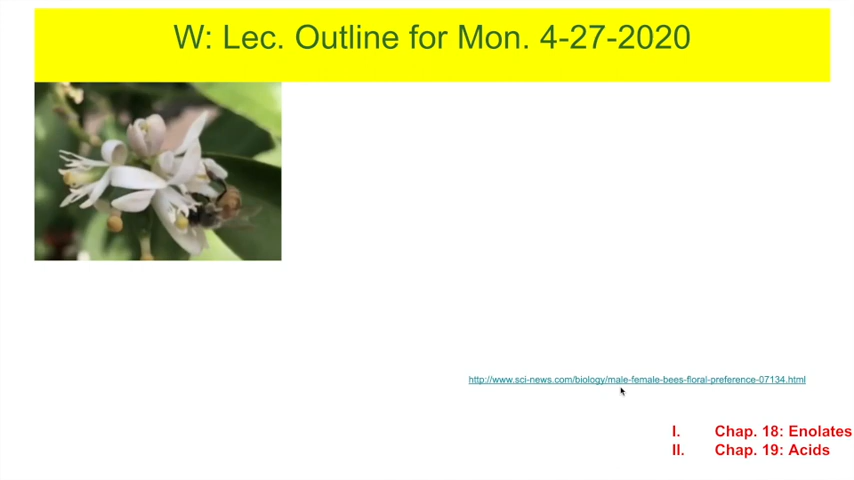 W: Lec. Outline for Mon. 4-27-2020
http://www.sci-news.com/biology/male-female-bees-floral-preference-07134.html
I. Chap. 18: Enolates
II. Chap. 19: Acids